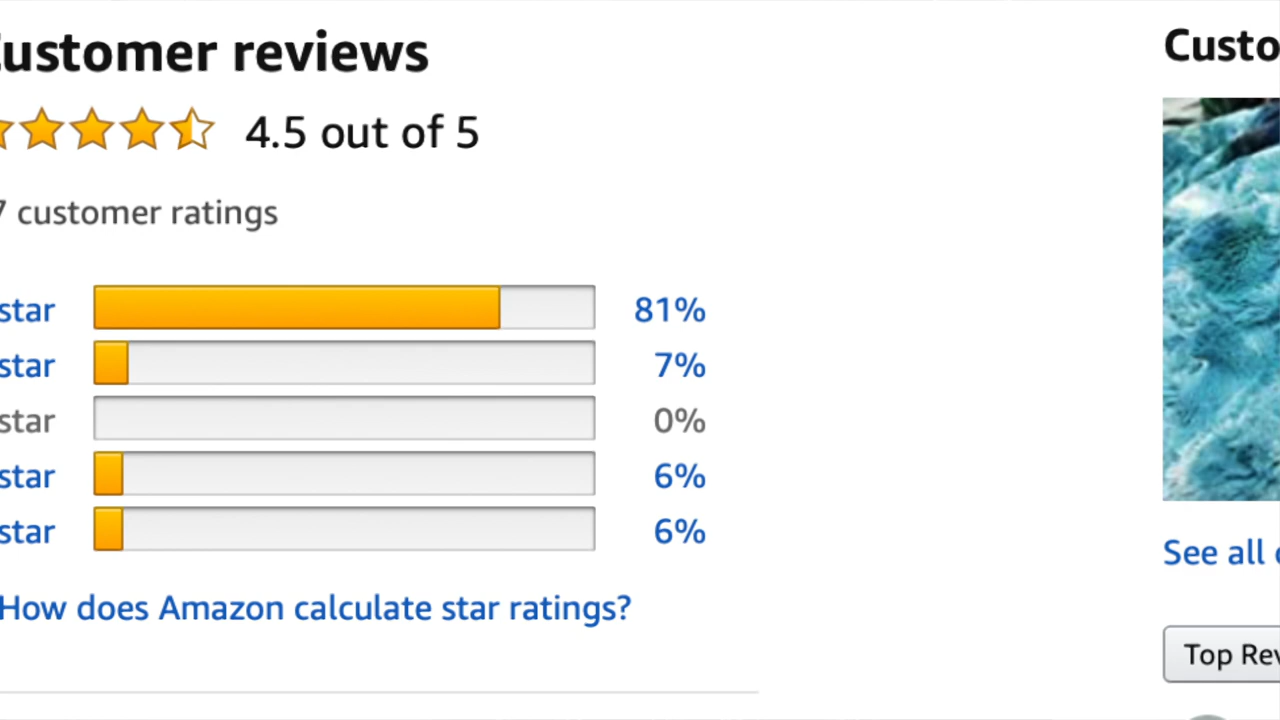 Customer reviews
4.5 out of 5
7 customer ratings
star 81%
star 7%
star 0%
star 6%
star 6%
How does Amazon calculate star ratings?
Custo
See all
Top Rev